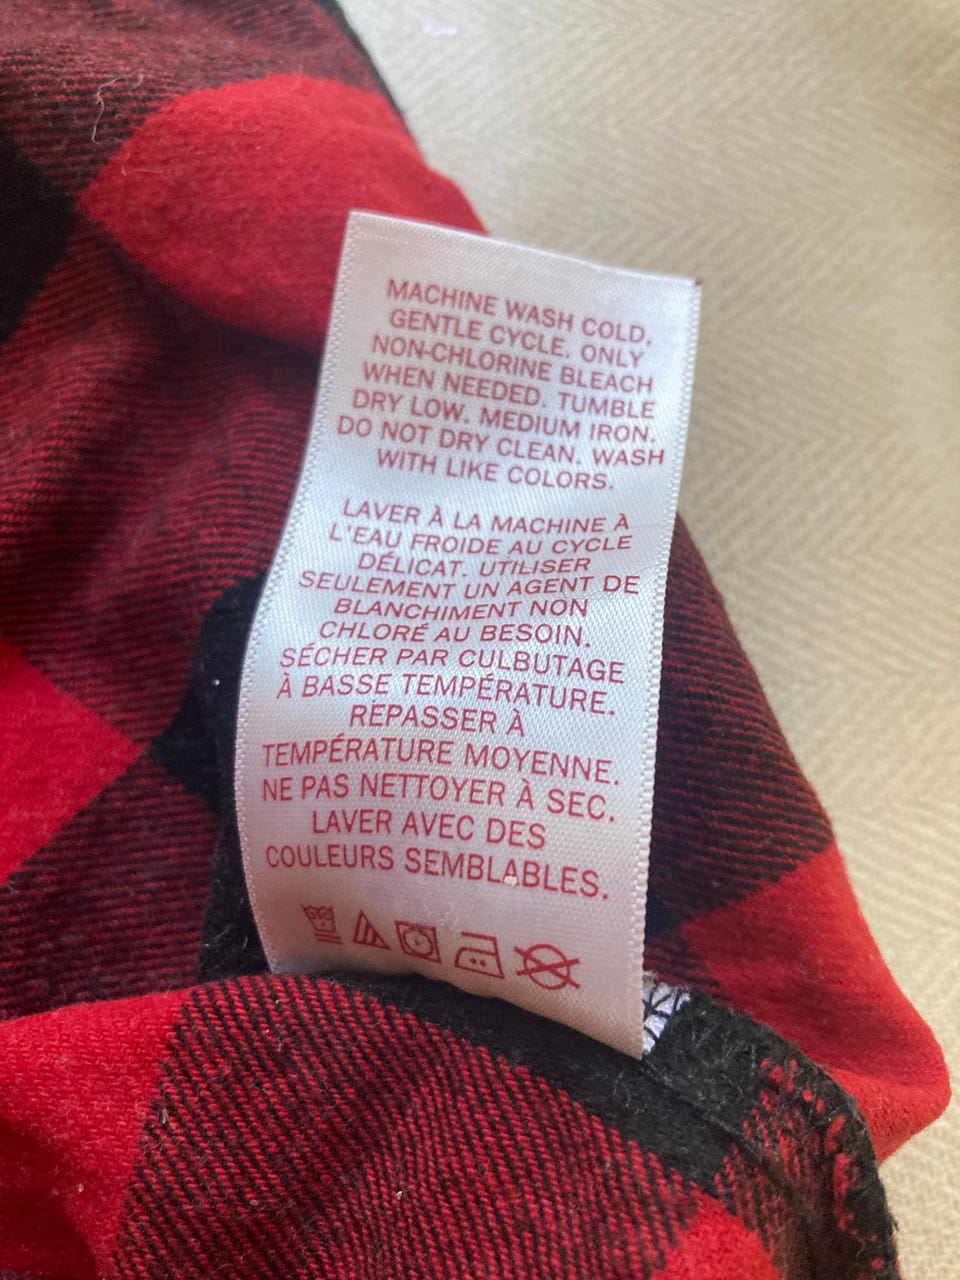 MACHINE WASH COLD,
GENTLE CYCLE. ONLY
NON-CHLORINE BLEACH
WHEN NEEDED. TUMBLE
DRY LOW. MEDIUM IRON.
DO NOT DRY CLEAN. WASH
WITH LIKE COLORS.
LAVER À LA MACHINE À
L'EAU FROIDE AU CYCLE
DÉLICAT. UTILISER
SEULEMENT UN AGENT DE
BLANCHIMENT NON
CHLORÉ AU BESOIN.
SÉCHER PAR CULBUTAGE
À BASSE TEMPÉRATURE.
REPASSER À
TEMPÉRATURE MOYENNE.
NE PAS NETTOYER À SEC.
LAVER AVEC DES
COULEURS SEMBLABLES.